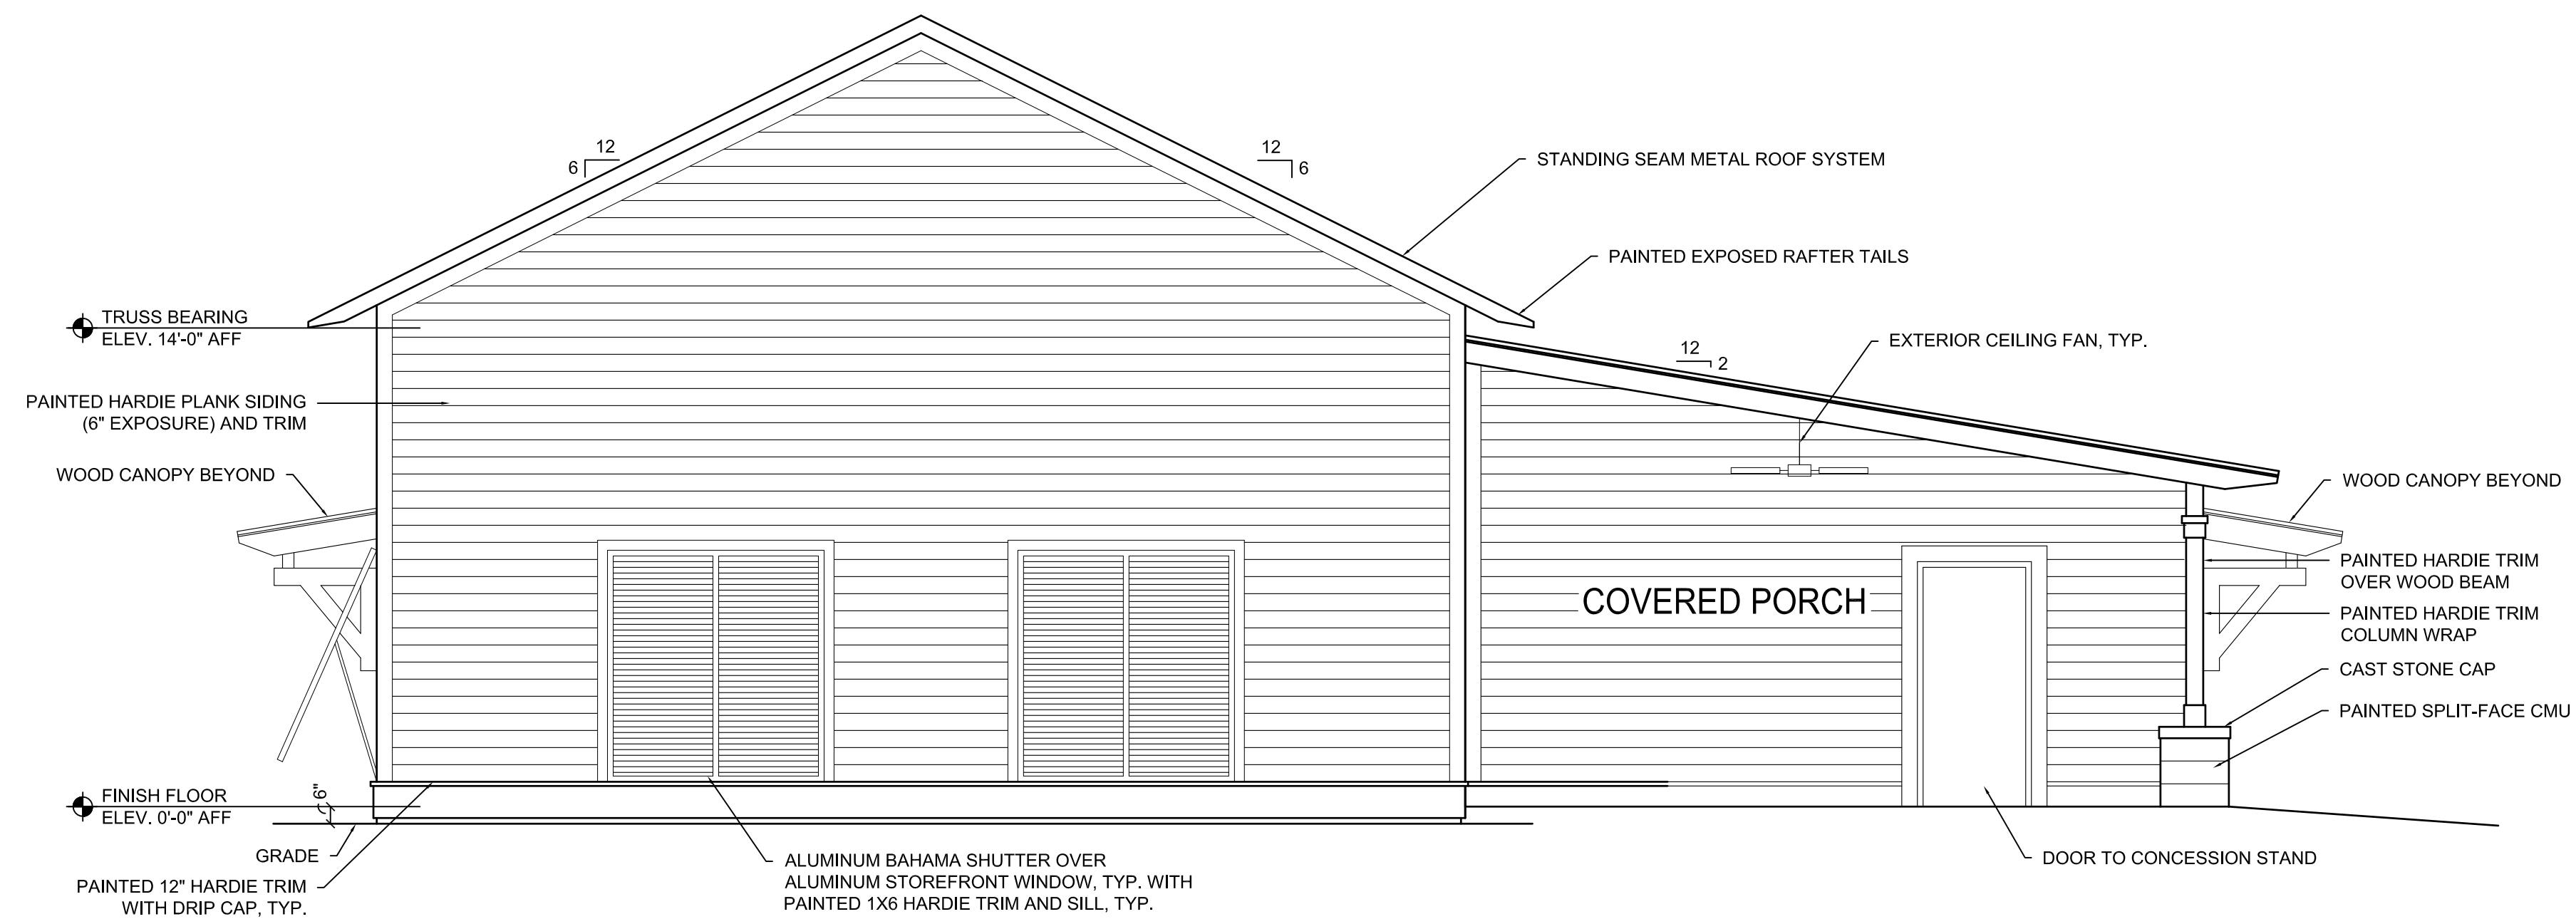 12
6
12
6
STANDING SEAM METAL ROOF SYSTEM
PAINTED EXPOSED RAFTER TAILS
TRUSS BEARING
ELEV. 14'-0" AFF
EXTERIOR CEILING FAN, TYP.
12
2
PAINTED HARDIE PLANK SIDING
(6" EXPOSURE) AND TRIM
WOOD CANOPY BEYOND
WOOD CANOPY BEYOND
PAINTED HARDIE TRIM
OVER WOOD BEAM
COVERED PORCH
PAINTED HARDIE TRIM
COLUMN WRAP
CAST STONE CAP
PAINTED SPLIT-FACE CMU
FINISH FLOOR
ELEV. 0'-0" AFF
6"
GRADE
PAINTED 12" HARDIE TRIM
WITH DRIP CAP, TYP.
ALUMINUM BAHAMA SHUTTER OVER
ALUMINUM STOREFRONT WINDOW, TYP. WITH
PAINTED 1X6 HARDIE TRIM AND SILL, TYP.
DOOR TO CONCESSION STAND